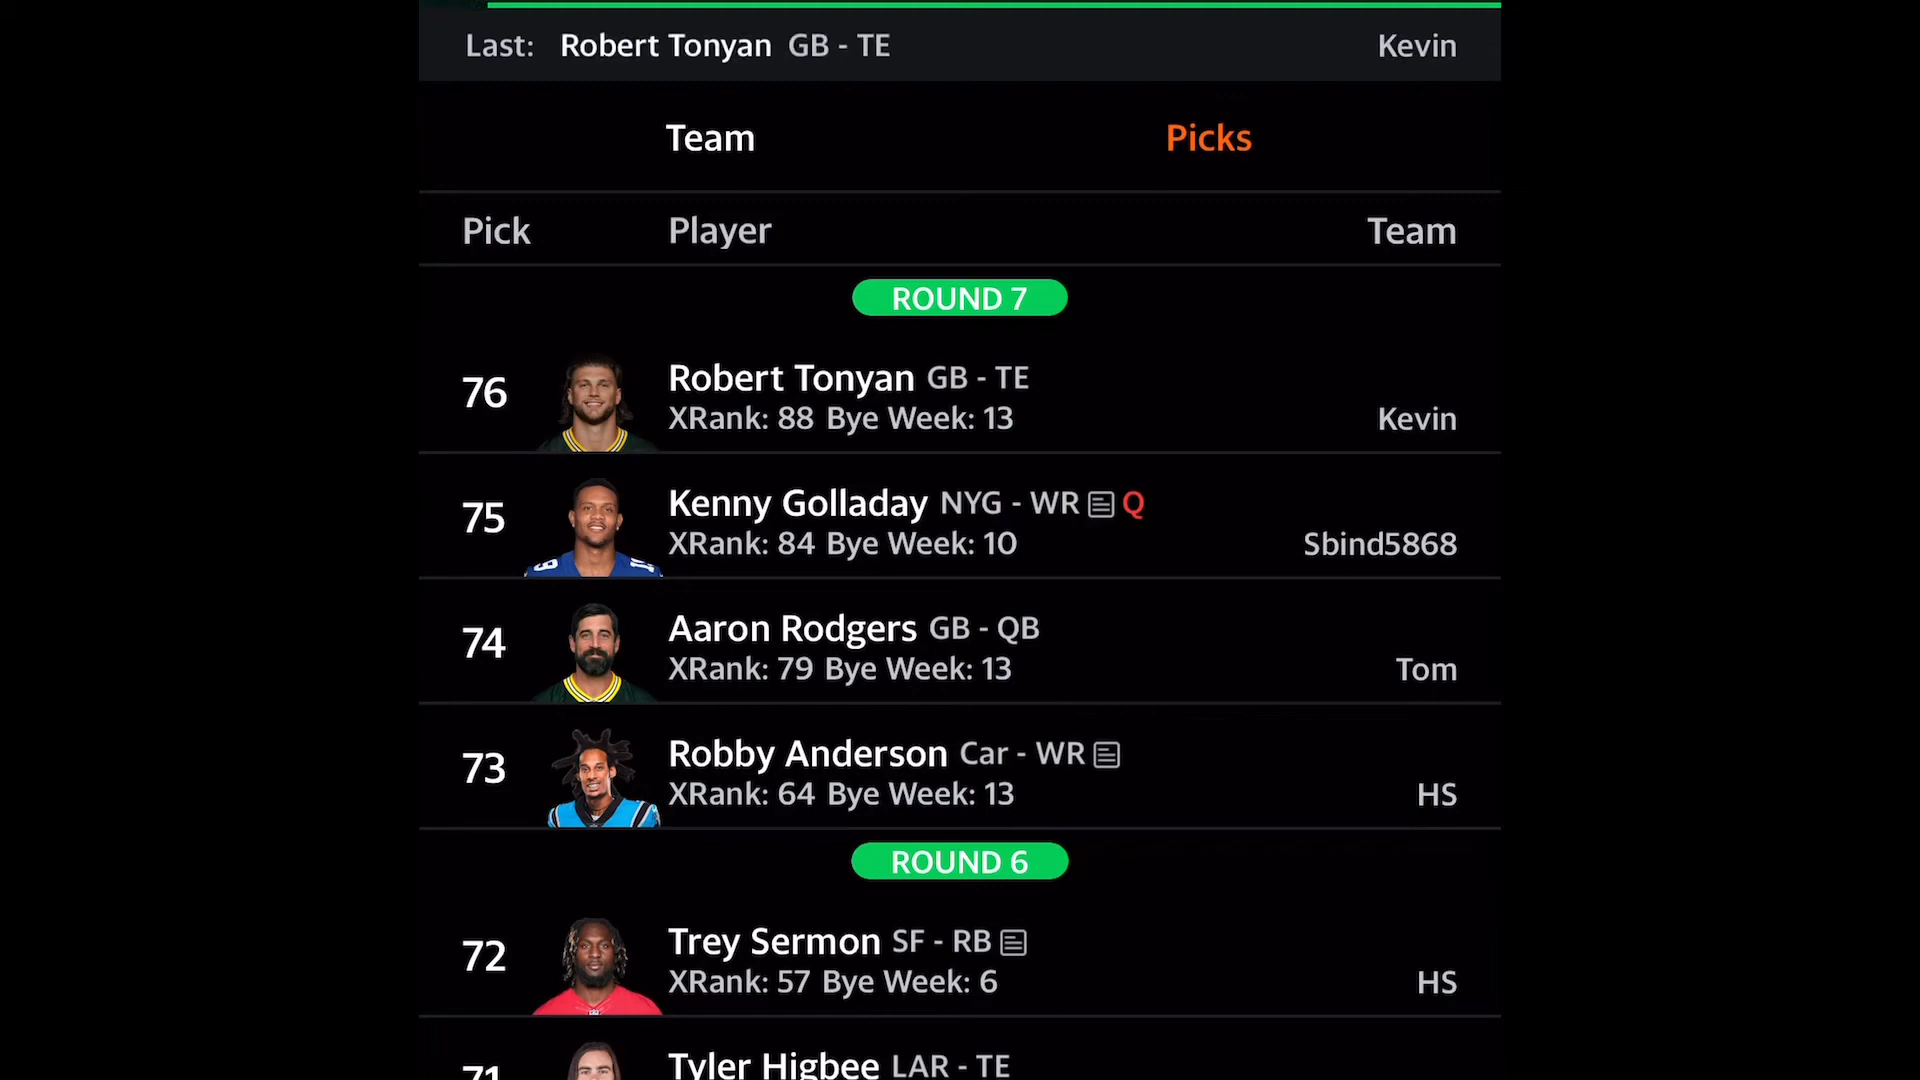 Last: Robert Tonyan GB - TE Kevin
Team Picks
Pick Player Team
ROUND 7
76 Robert Tonyan GB - TE
XRank: 88 Bye Week: 13 Kevin
75 Kenny Golladay NYG - WR Q
XRank: 84 Bye Week: 10 Sbind5868
74 Aaron Rodgers GB - QB
XRank: 79 Bye Week: 13 Tom
73 Robby Anderson Car - WR
XRank: 64 Bye Week: 13 HS
ROUND 6
72 Trey Sermon SF - RB
XRank: 57 Bye Week: 6 HS
71 Tyler Higbee LAR - TE